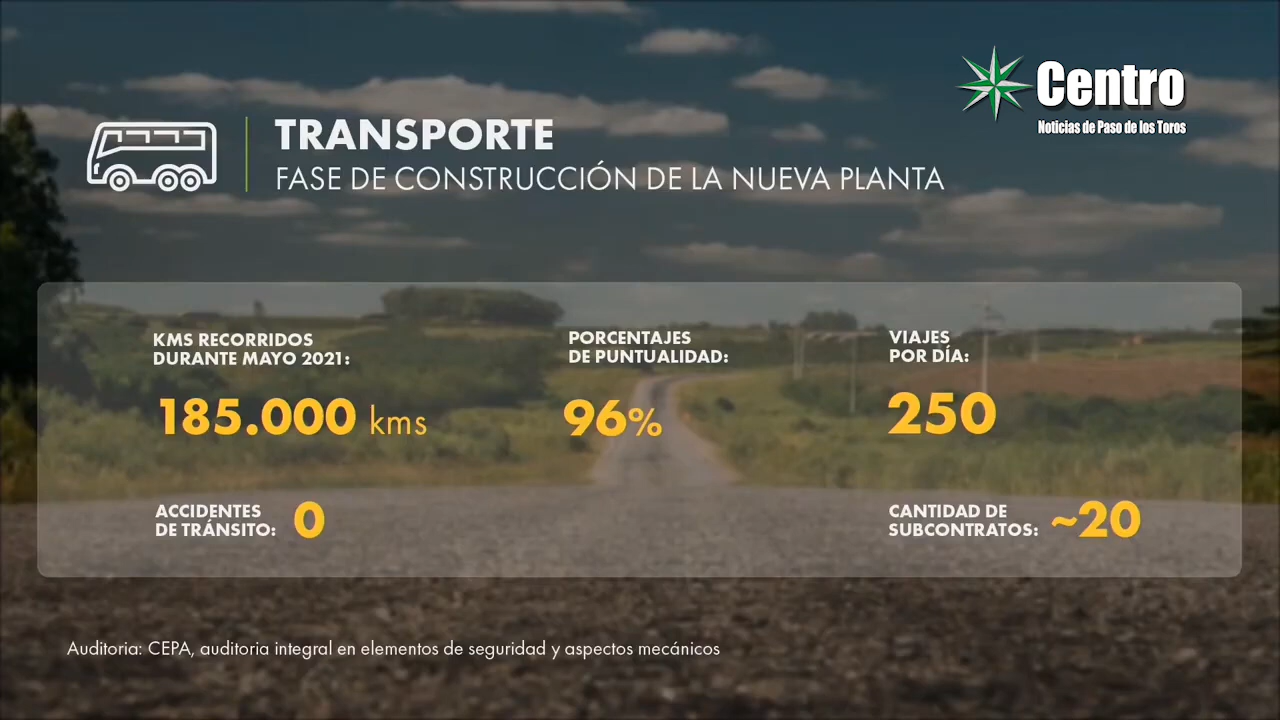 Centro
Noticias de Paso de los Toros
TRANSPORTE
FASE DE CONSTRUCCIÓN DE LA NUEVA PLANTA
KMS RECORRIDOS
DURANTE MAYO 2021:
185.000 kms
PORCENTAJES
DE PUNTUALIDAD:
96%
VIAJES
POR DÍA:
250
ACCIDENTES
DE TRÁNSITO:
0
CANTIDAD DE
SUBCONTRATOS:
~20
Auditoria: CEPA, auditoria integral en elementos de seguridad y aspectos mecánicos